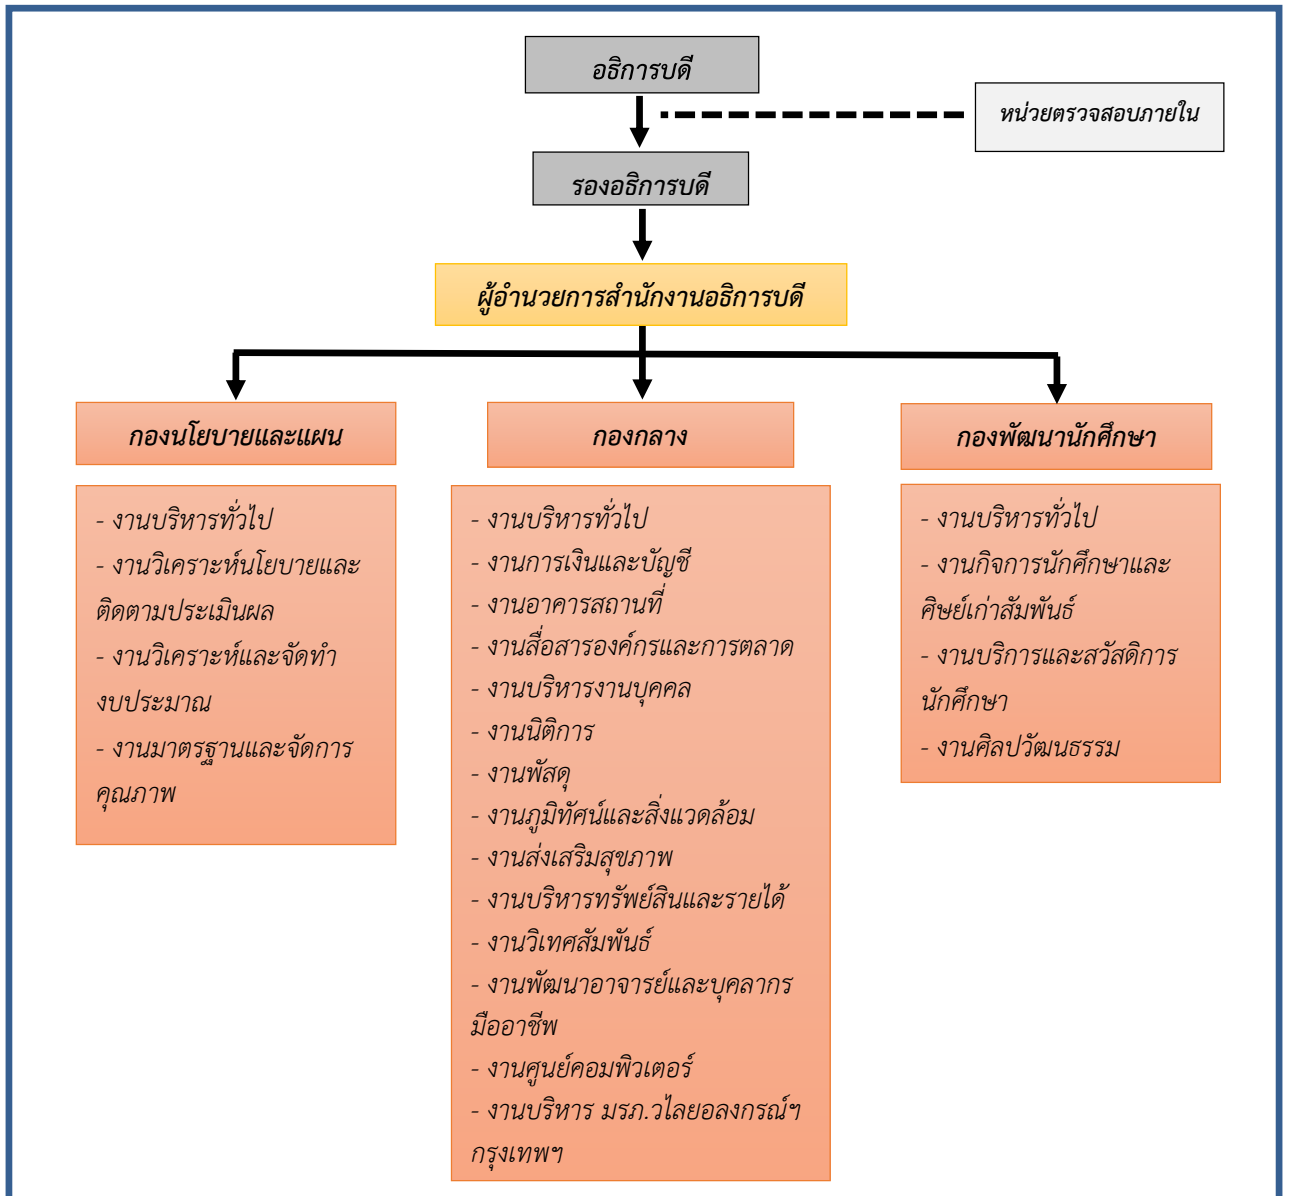 อธิการบดี
หน่วยตรวจสอบภายใน
รองอธิการบดี
ผู้อำนวยการสำนักงานอธิการบดี
กองนโยบายและแผน
- งานบริหารทั่วไป
- งานวิเคราะห์นโยบายและ
ติดตามประเมินผล
- งานวิเคราะห์และจัดทำ
งบประมาณ
- งานมาตรฐานและจัดการ
คุณภาพ
กองกลาง
- งานบริหารทั่วไป
- งานการเงินและบัญชี
- งานอาคารสถานที่
- งานสื่อสารองค์กรและการตลาด
- งานบริหารงานบุคคล
- งานนิติการ
- งานพัสดุ
- งานภูมิทัศน์และสิ่งแวดล้อม
- งานส่งเสริมสุขภาพ
- งานบริหารทรัพย์สินและรายได้
- งานวิเทศสัมพันธ์
- งานพัฒนาอาจารย์และบุคลากร
มืออาชีพ
- งานศูนย์คอมพิวเตอร์
- งานบริหาร มรภ.วไลยอลงกรณ์ฯ
กรุงเทพฯ
กองพัฒนานักศึกษา
- งานบริหารทั่วไป
- งานกิจการนักศึกษาและ
ศิษย์เก่าสัมพันธ์
- งานบริการและสวัสดิการ
นักศึกษา
- งานศิลปวัฒนธรรม